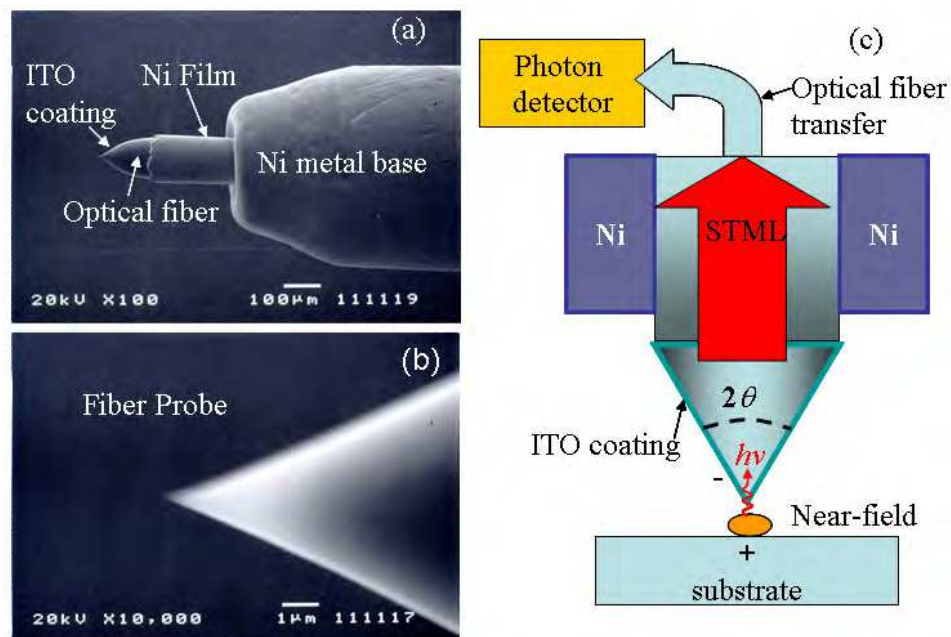 (a)
ITO
coating
Ni Film
Ni metal base
Optical fiber
20kV X100 100μm 111119
(b)
Fiber Probe
20kV X10,000 1μm 111117
(c)
Photon
detector
Optical fiber
transfer
Ni
STML
Ni
2θ
ITO coating
hν
-
Near-field
+
substrate